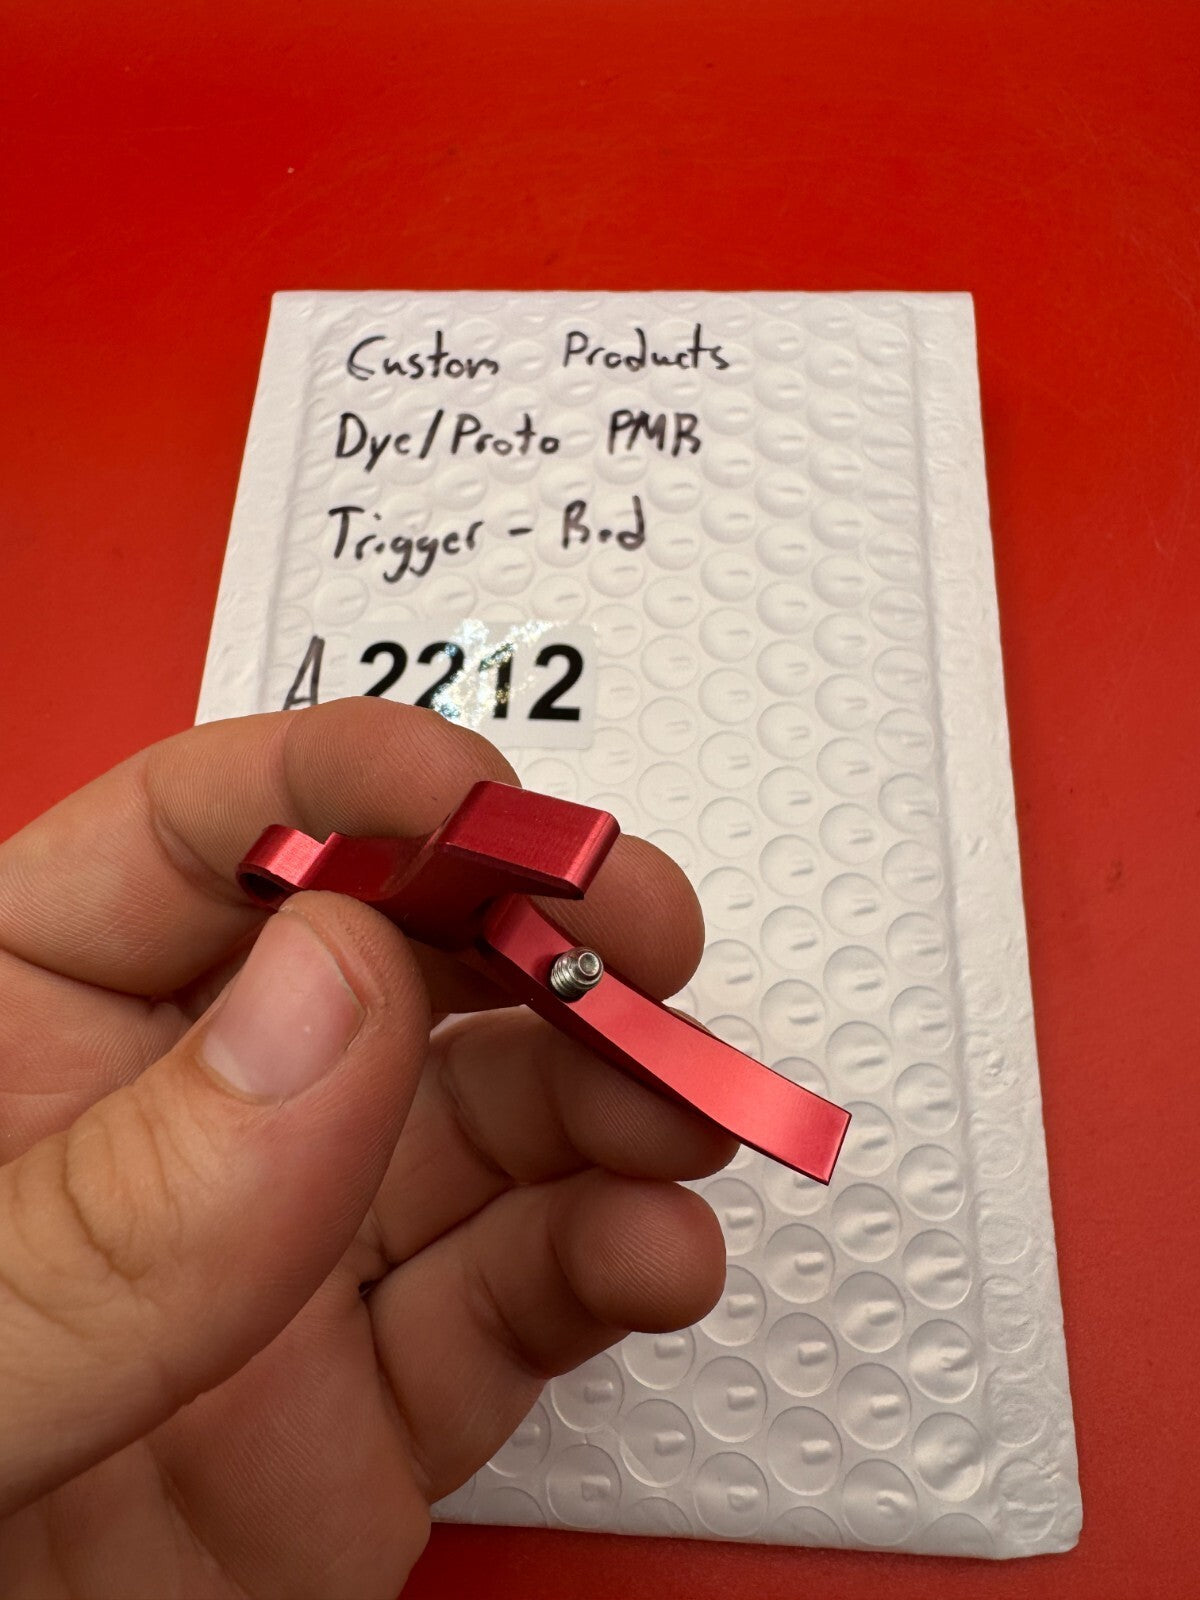 Custom Products
Dye/Proto PMR
Trigger - Red
A 2212